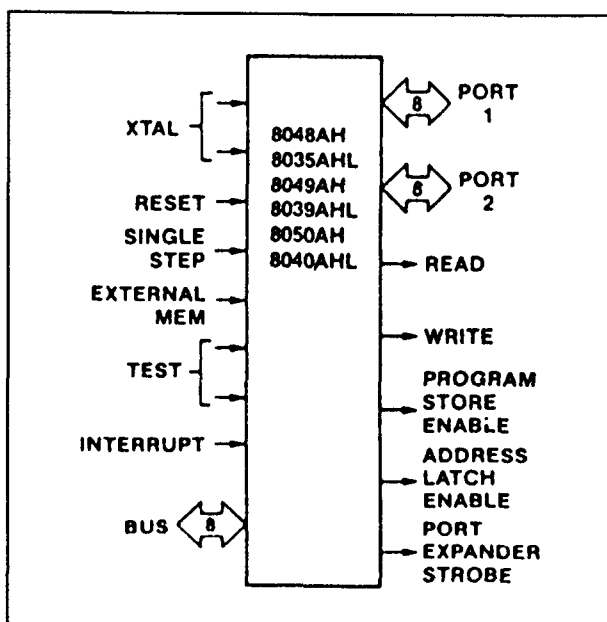 XTAL
RESET
SINGLE
STEP
EXTERNAL
MEM
TEST
INTERRUPT
BUS
8
8048AH
8035AHL
8049AH
8039AHL
8050AH
8040AHL
8
PORT
1
8
PORT
2
READ
WRITE
PROGRAM
STORE
ENABLE
ADDRESS
LATCH
ENABLE
PORT
EXPANDER
STROBE